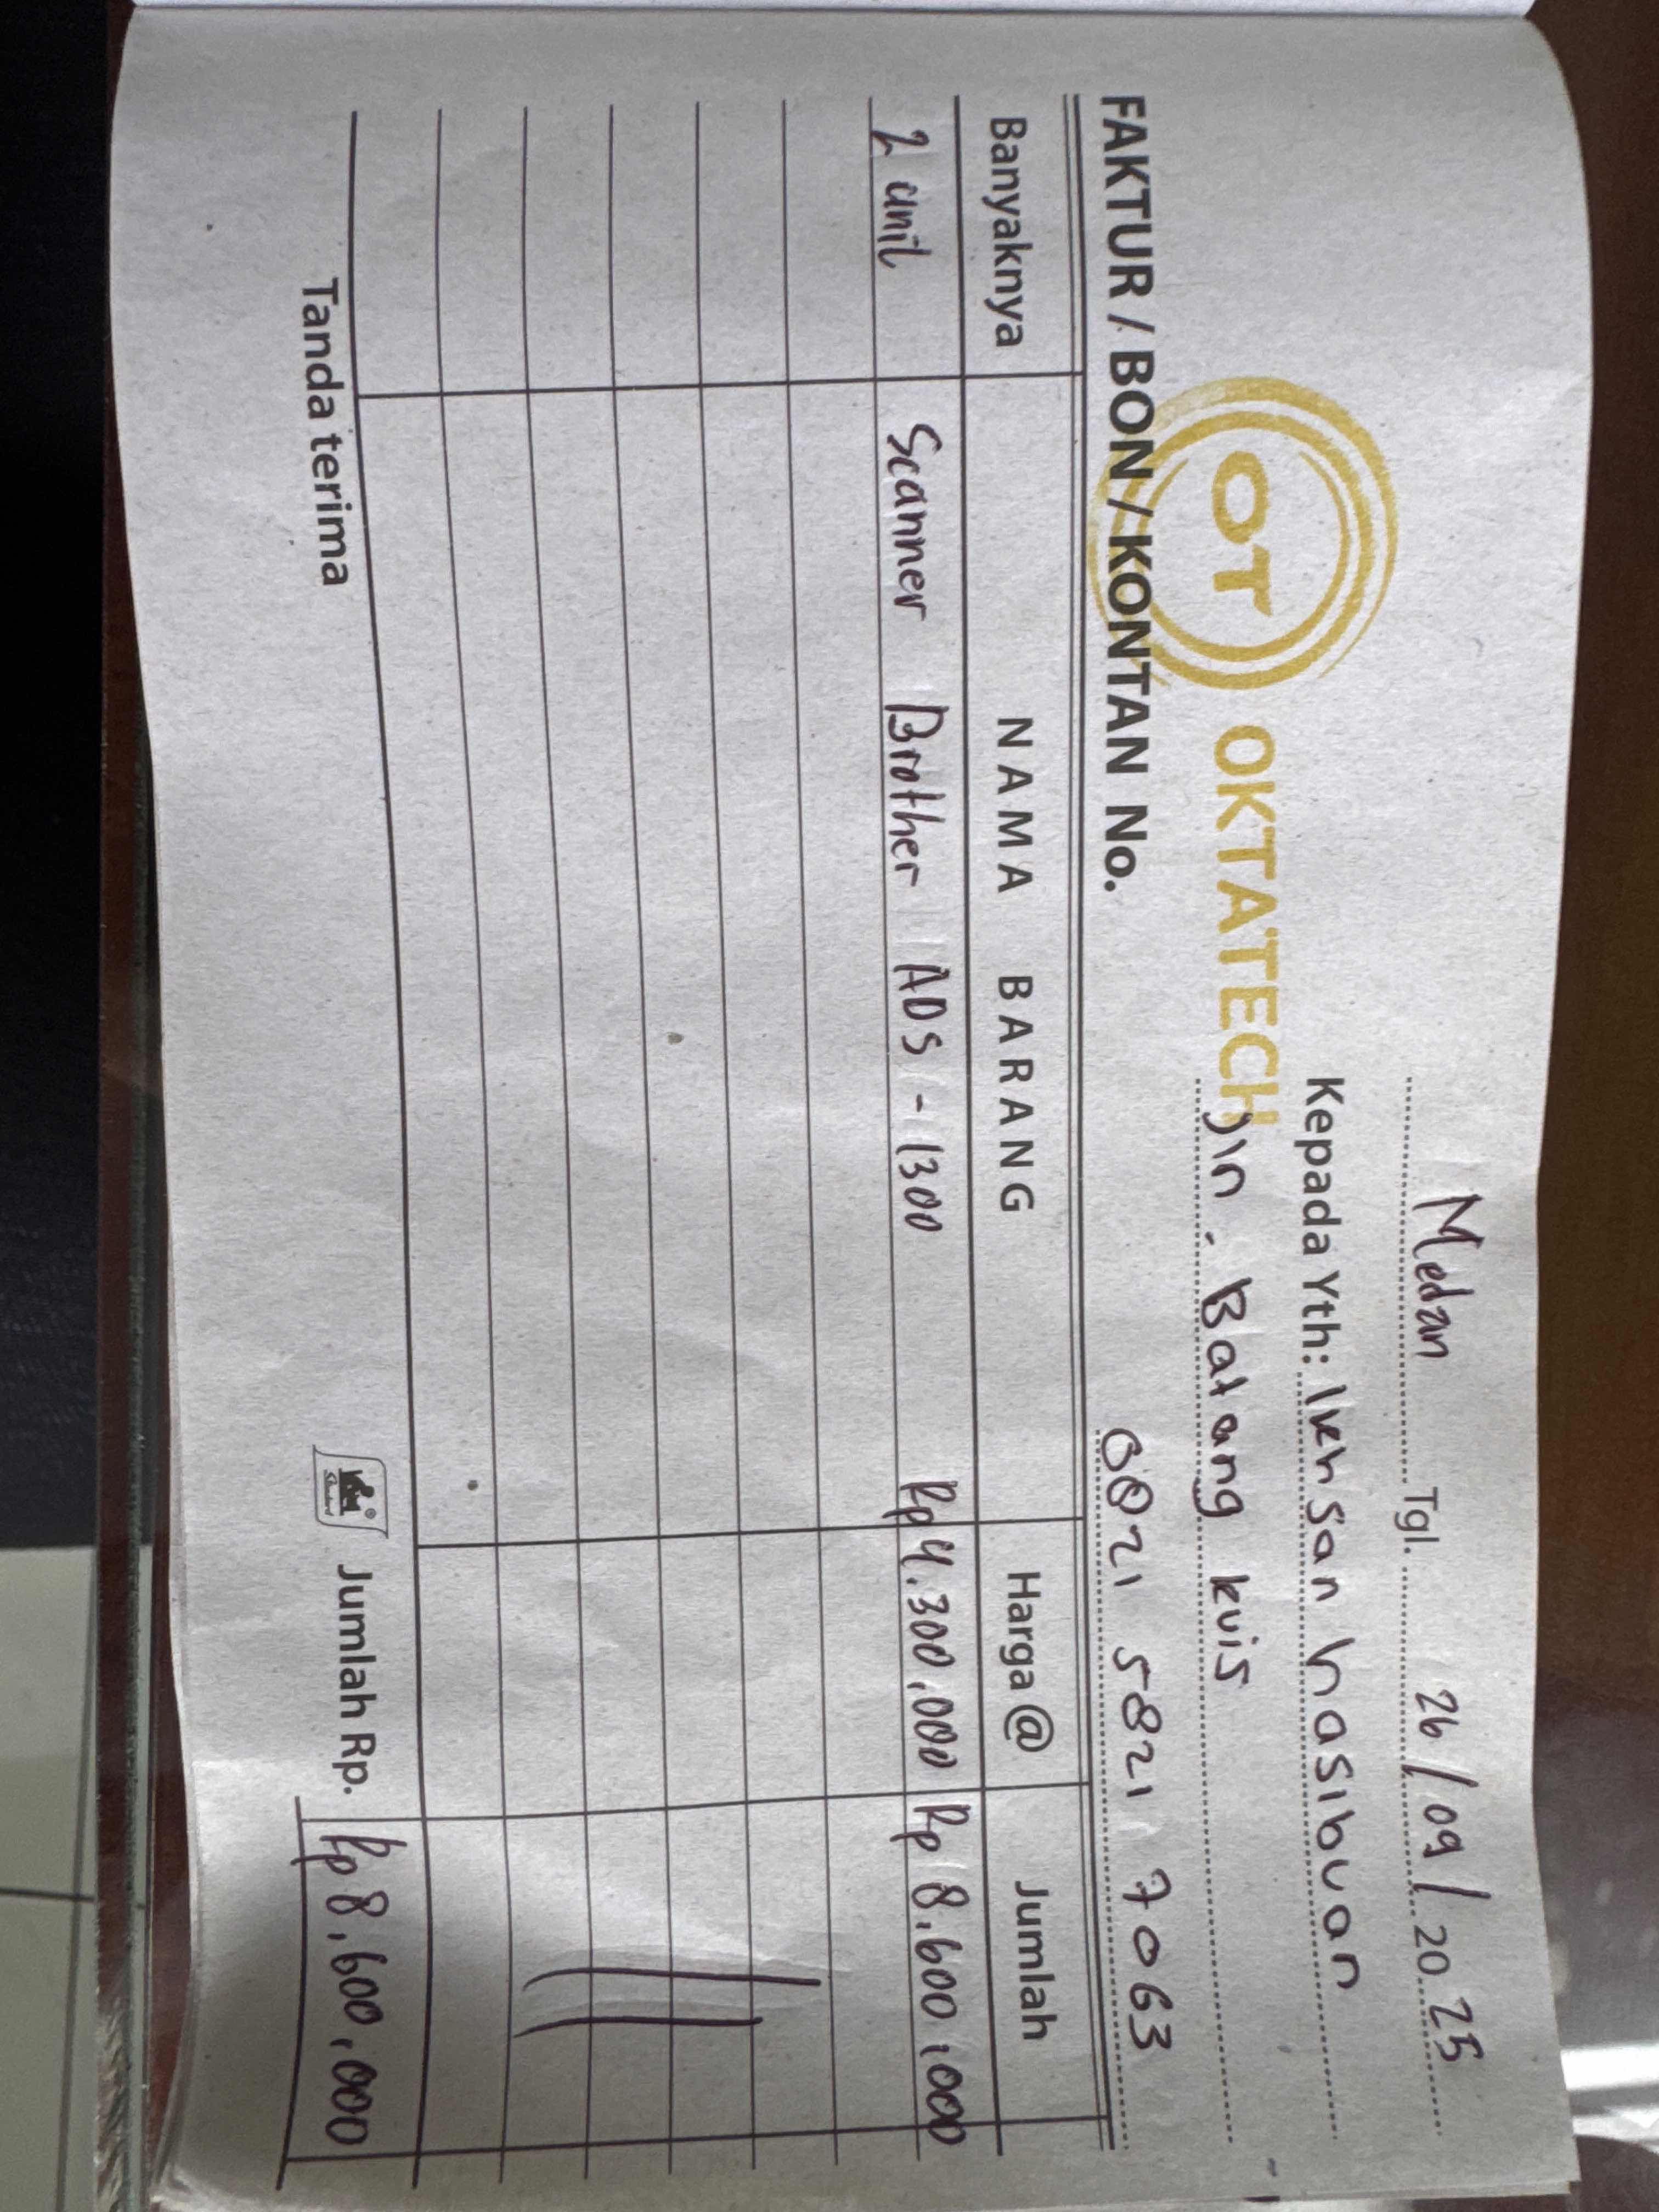 Medan Tgl. 26/09/2025
Kepada Yth: Ikhsan hasibuan
OT OKTATECH
Jln. Batang kuis
FAKTUR / BON / KONTAN No.
0821 5821 7063
Banyaknya NAMA BARANG Harga @ Jumlah
2 unit Scanner Brother ADS - 1300 Rp 4.300.000 Rp 8.600.000
Tanda terima Jumlah Rp. Rp 8.600.000